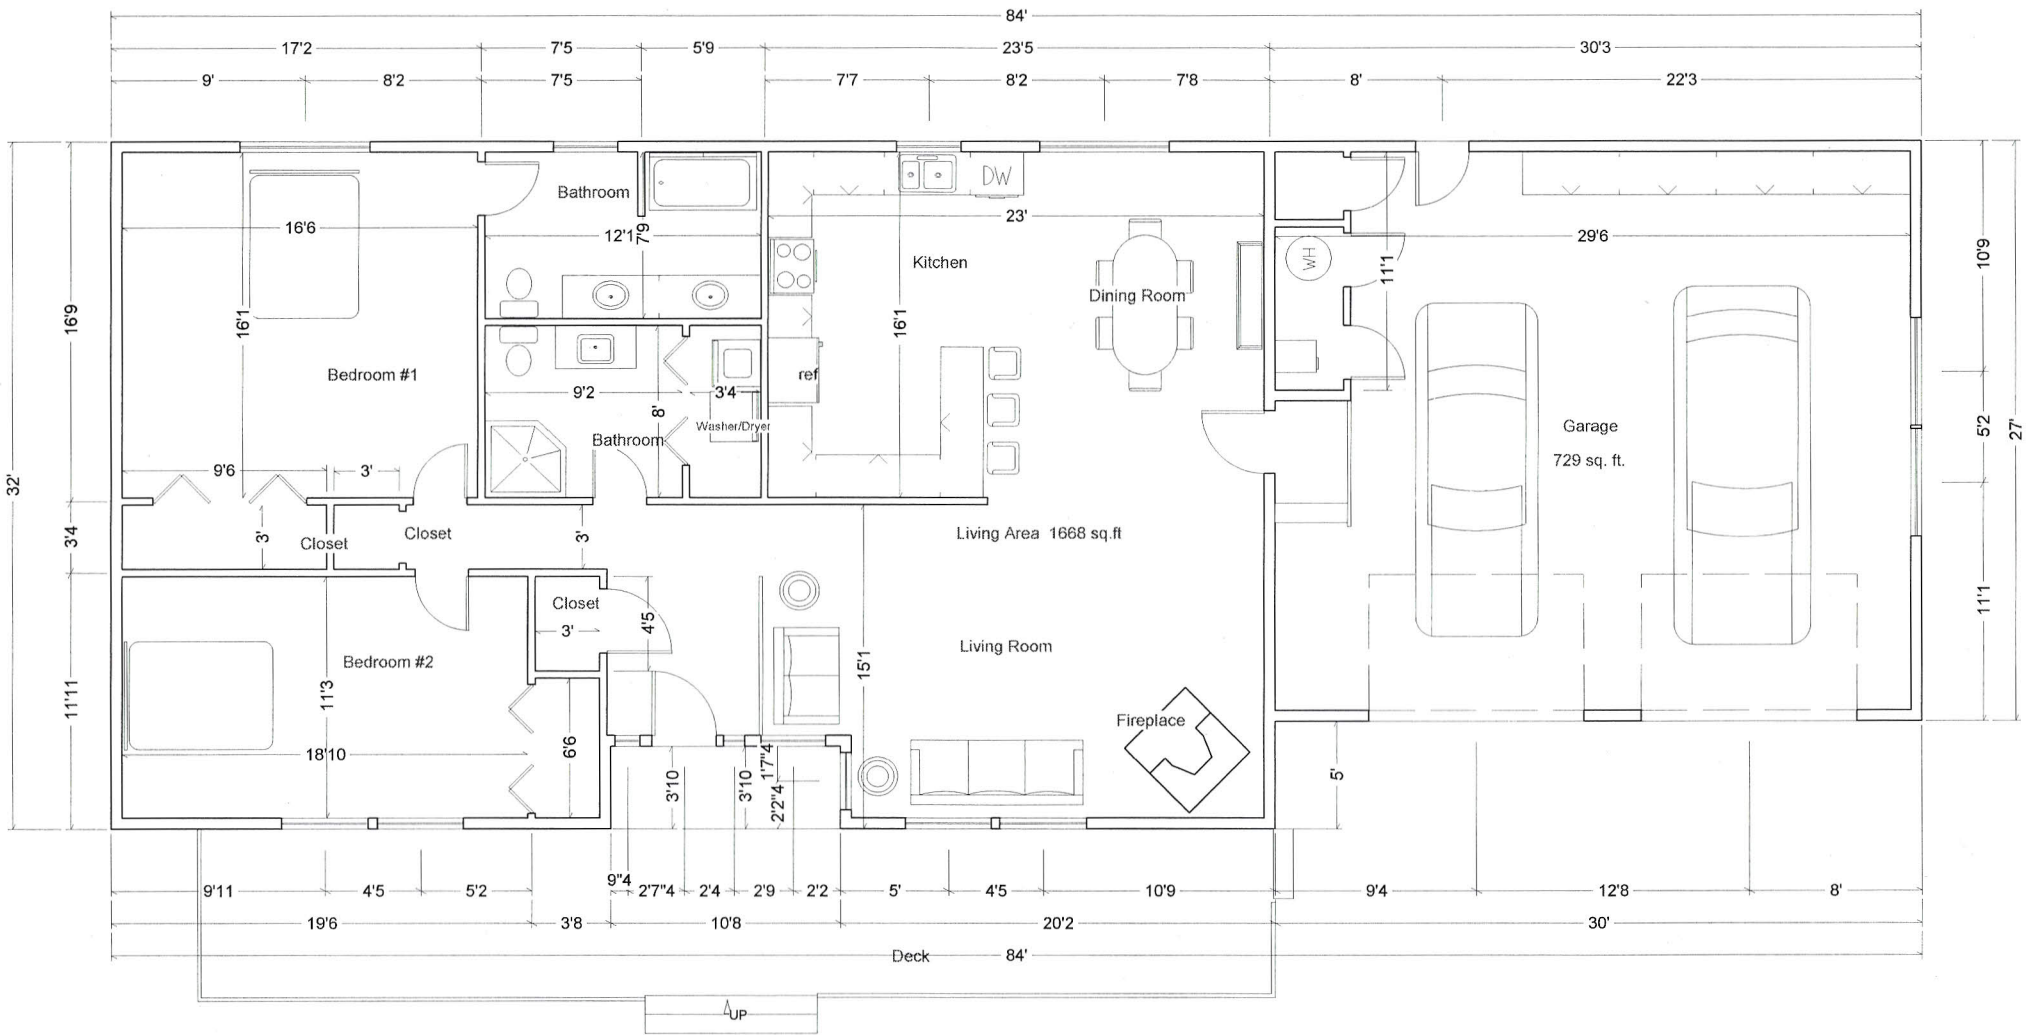 84'
17'2 7'5 5'9 23'5 30'3
9' 8'2 7'5 7'7 8'2 7'8 8' 22'3
Bathroom
DW
16'6
12'1
7'9
23'
29'6
WH
11'1
10'9
Kitchen
Dining Room
16'9
16'1
16'1
Bedroom #1
ref
9'2
3'4
8'
Washer/Dryer
Bathroom
Garage
729 sq. ft.
5'2
27'
32'
9'6
3'
3'4
3'
Closet
Closet
3'
Living Area 1668 sq.ft
Closet
3'
4'5
11'1
Living Room
15'1
Bedroom #2
11'3
11'11
18'10
6'6
Fireplace
3'10
3'10
1'7"4
2'2"4
5'
9'11 4'5 5'2 9"4 2'7"4 2'4 2'9 2'2 5' 4'5 10'9 9'4 12'8 8'
19'6 3'8 10'8 20'2 30'
Deck 84'
UP